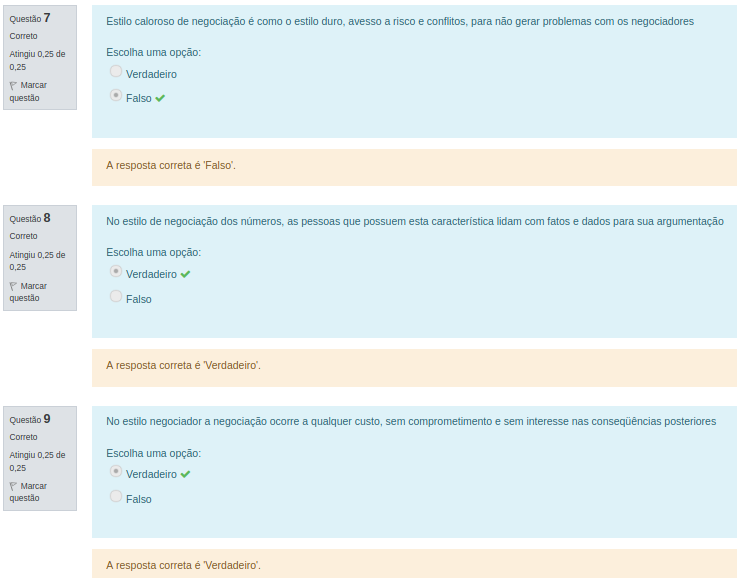 Questão 7
Correto
Atingiu 0,25 de
0,25
Marcar
questão
Estilo caloroso de negociação é como o estilo duro, avesso a risco e conflitos, para não gerar problemas com os negociadores
Escolha uma opção:
Verdadeiro
Falso
A resposta correta é 'Falso'.
Questão 8
Correto
Atingiu 0,25 de
0,25
Marcar
questão
No estilo de negociação dos números, as pessoas que possuem esta característica lidam com fatos e dados para sua argumentação
Escolha uma opção:
Verdadeiro
Falso
A resposta correta é 'Verdadeiro'.
Questão 9
Correto
Atingiu 0,25 de
0,25
Marcar
questão
No estilo negociador a negociação ocorre a qualquer custo, sem comprometimento e sem interesse nas conseqüências posteriores
Escolha uma opção:
Verdadeiro
Falso
A resposta correta é 'Verdadeiro'.